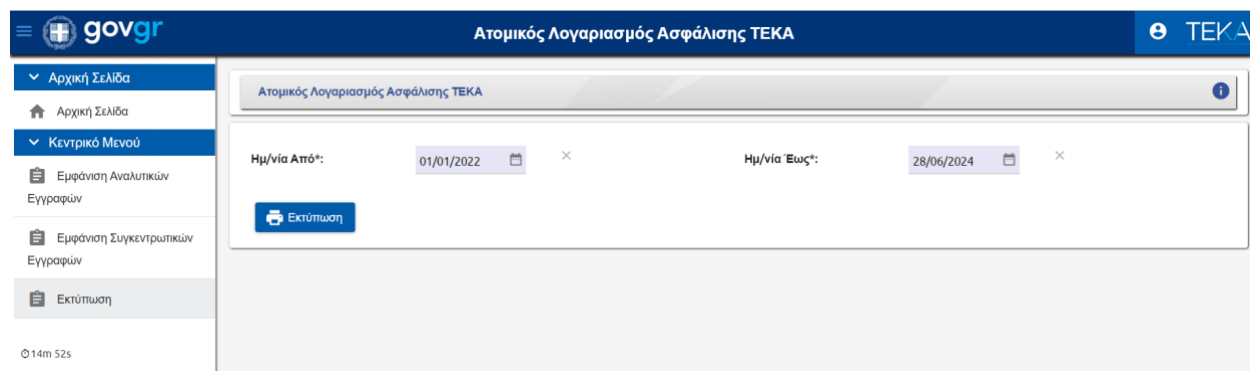 govgr
Ατομικός Λογαριασμός Ασφάλισης ΤΕΚΑ
ΤΕΚΑ
Αρχική Σελίδα
Αρχική Σελίδα
Κεντρικό Μενού
Εμφάνιση Αναλυτικών
Εγγραφών
Εμφάνιση Συγκεντρωτικών
Εγγραφών
Εκτύπωση
14m 52s
Ατομικός Λογαριασμός Ασφάλισης ΤΕΚΑ
Ημ/νία Από*: 01/01/2022 Ημ/νία Έως*: 28/06/2024
Εκτύπωση